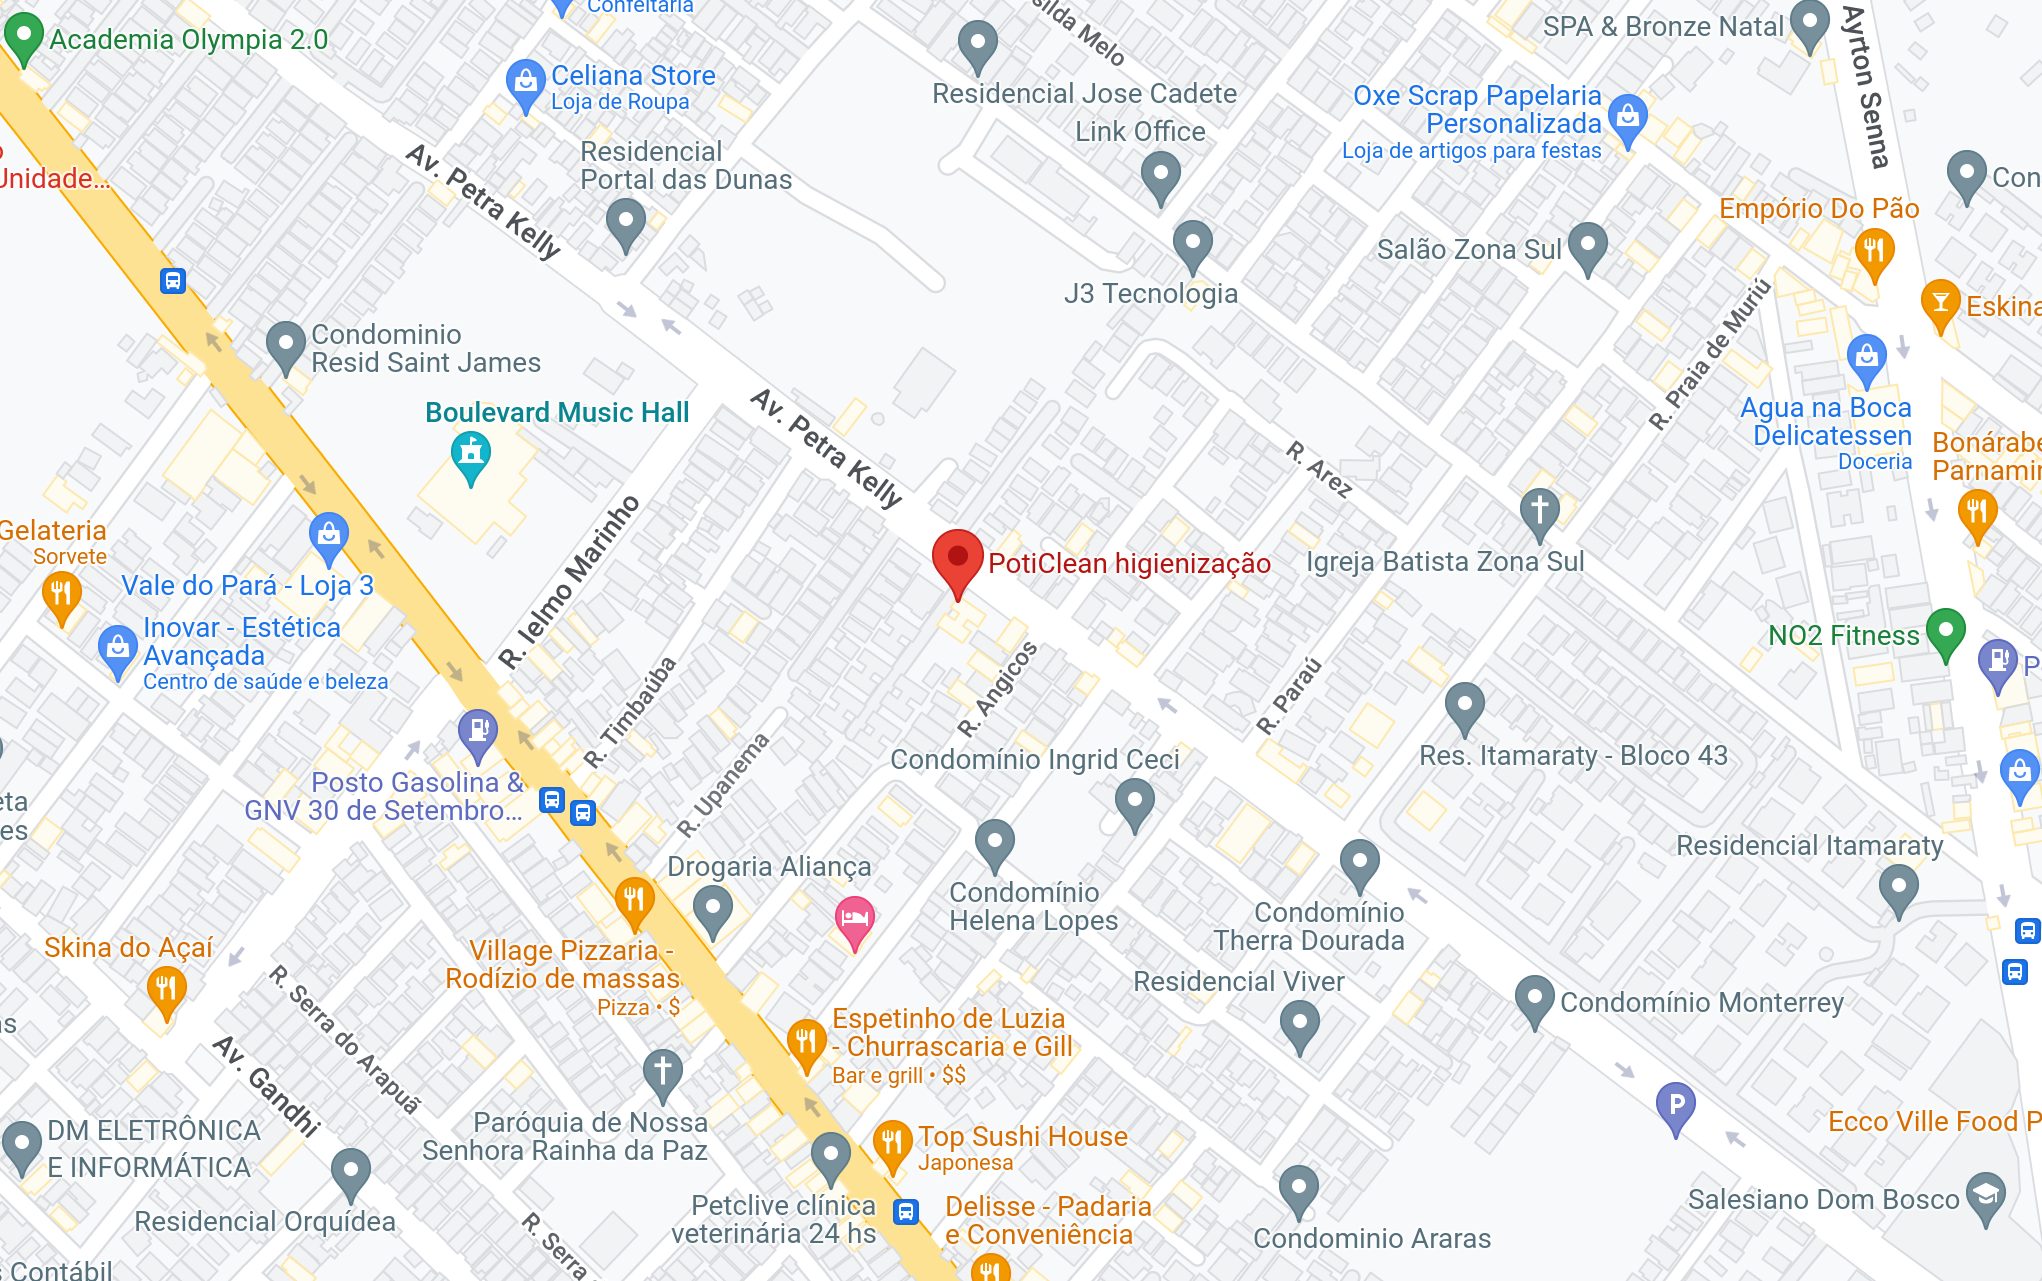 Confeitaria
Academia Olympia 2.0
Unidade...
Celiana Store
Loja de Roupa
Residencial
Portal das Dunas
Av. Petra Kelly
Residencial Jose Cadete
Link Office
J3 Tecnologia
SPA & Bronze Natal
Ayrton Senna
Oxe Scrap Papelaria
Personalizada
Loja de artigos para festas
Con
Empório Do Pão
Salão Zona Sul
Eskina
R. Praia de Muriú
Condominio
Resid Saint James
Boulevard Music Hall
Av. Petra Kelly
Agua na Boca
Delicatessen
Doceria
Bonárabe
Parnamir
R. Arez
Gelateria
Sorvete
Vale do Pará - Loja 3
Inovar - Estética
Avançada
Centro de saúde e beleza
R. Ielmo Marinho
PotiClean higienização
Igreja Batista Zona Sul
NO2 Fitness
P
R. Timbaúba
R. Angicos
R. Paraú
R. Upanema
Condomínio Ingrid Ceci
Res. Itamaraty - Bloco 43
Posto Gasolina &
GNV 30 de Setembro...
eta
es
Drogaria Aliança
Residencial Itamaraty
Condomínio
Helena Lopes
Condomínio
Therra Dourada
Skina do Açaí
Village Pizzaria -
Rodízio de massas
Pizza • $
R. Serra do Arapuã
Residencial Viver
Condomínio Monterrey
as
Espetinho de Luzia
- Churrascaria e Gill
Bar e grill • $$
Av. Gandhi
P
DM ELETRÔNICA
E INFORMÁTICA
Paróquia de Nossa
Senhora Rainha da Paz
Top Sushi House
Japonesa
Ecco Ville Food P
Residencial Orquídea
Petclive clínica
veterinária 24 hs
Delisse - Padaria
e Conveniência
Salesiano Dom Bosco
Condominio Araras
R. Serra
s Contábil